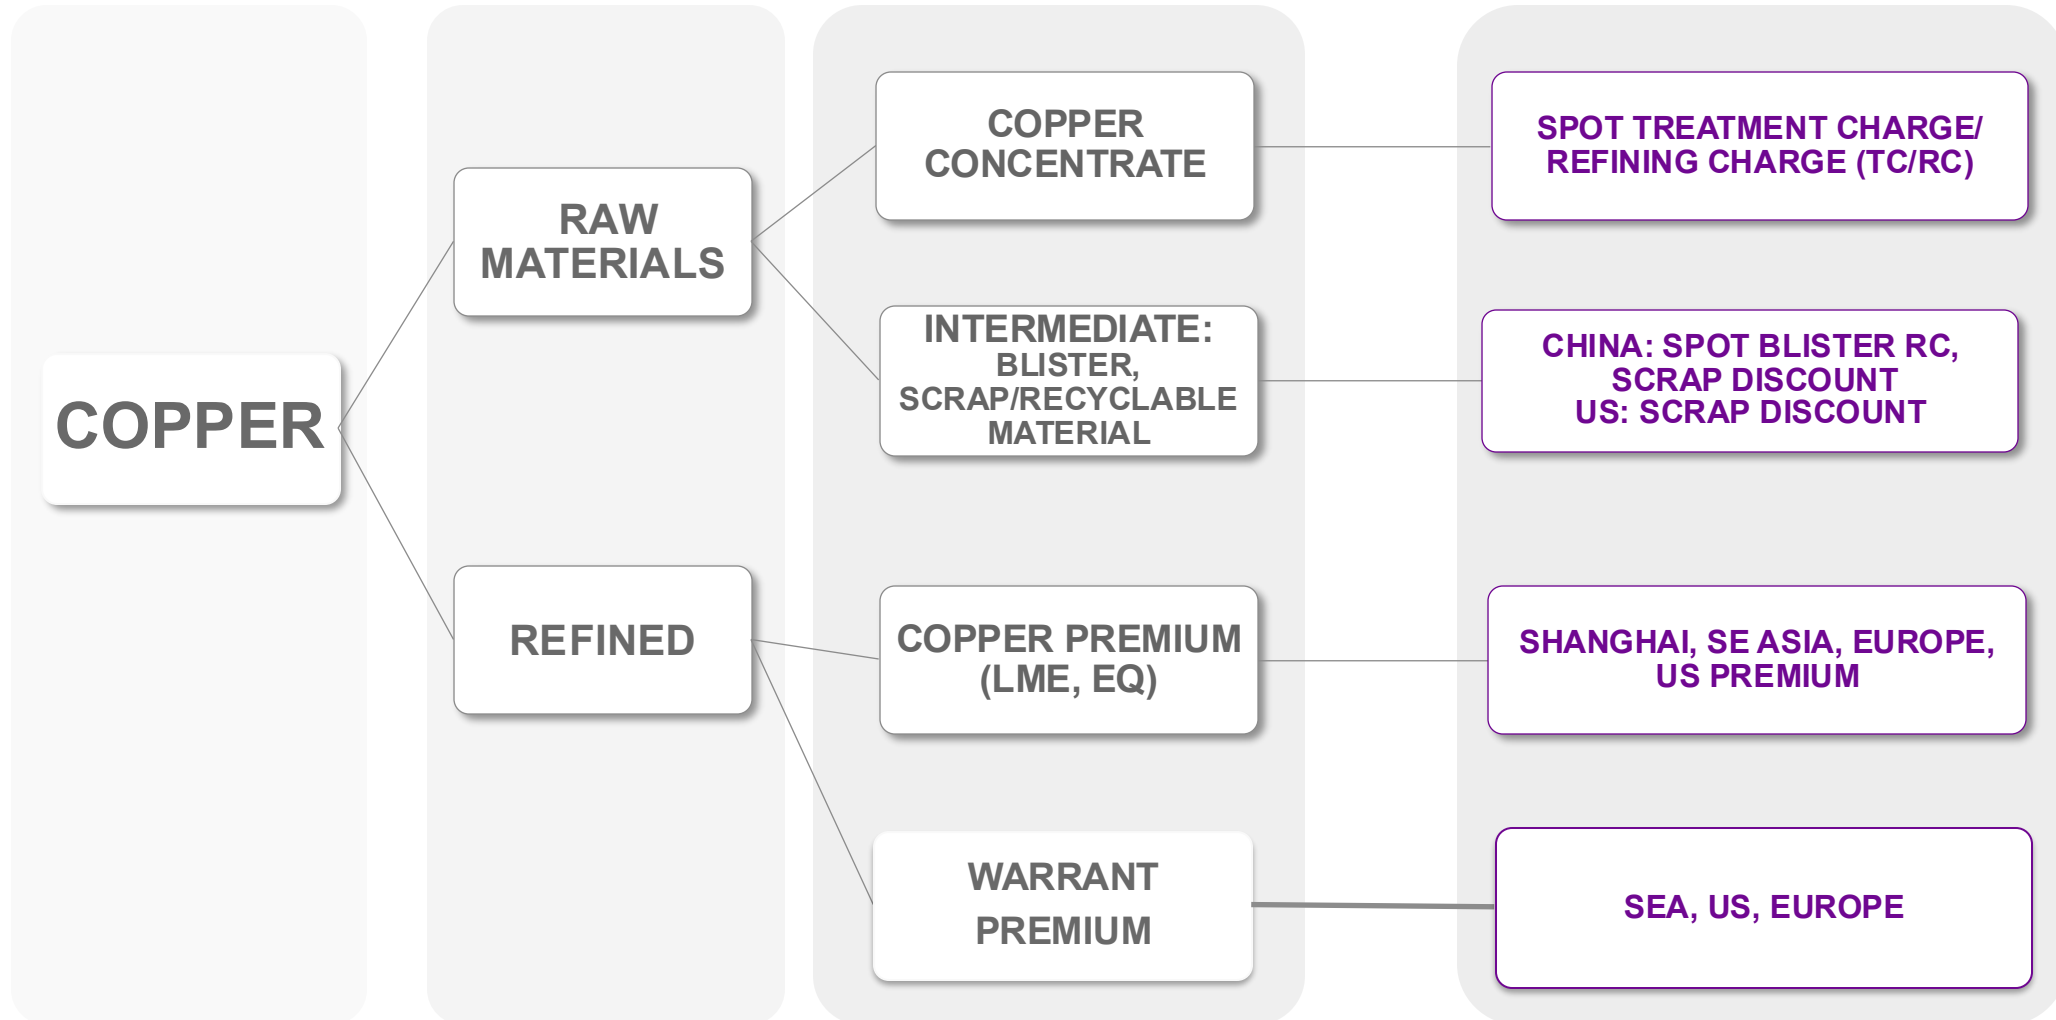 COPPER
RAW
MATERIALS
REFINED
COPPER
CONCENTRATE
INTERMEDIATE:
BLISTER,
SCRAP/RECYCLABLE
MATERIAL
COPPER PREMIUM
(LME, EQ)
WARRANT
PREMIUM
SPOT TREATMENT CHARGE/
REFINING CHARGE (TC/RC)
CHINA: SPOT BLISTER RC,
SCRAP DISCOUNT
US: SCRAP DISCOUNT
SHANGHAI, SE ASIA, EUROPE,
US PREMIUM
SEA, US, EUROPE